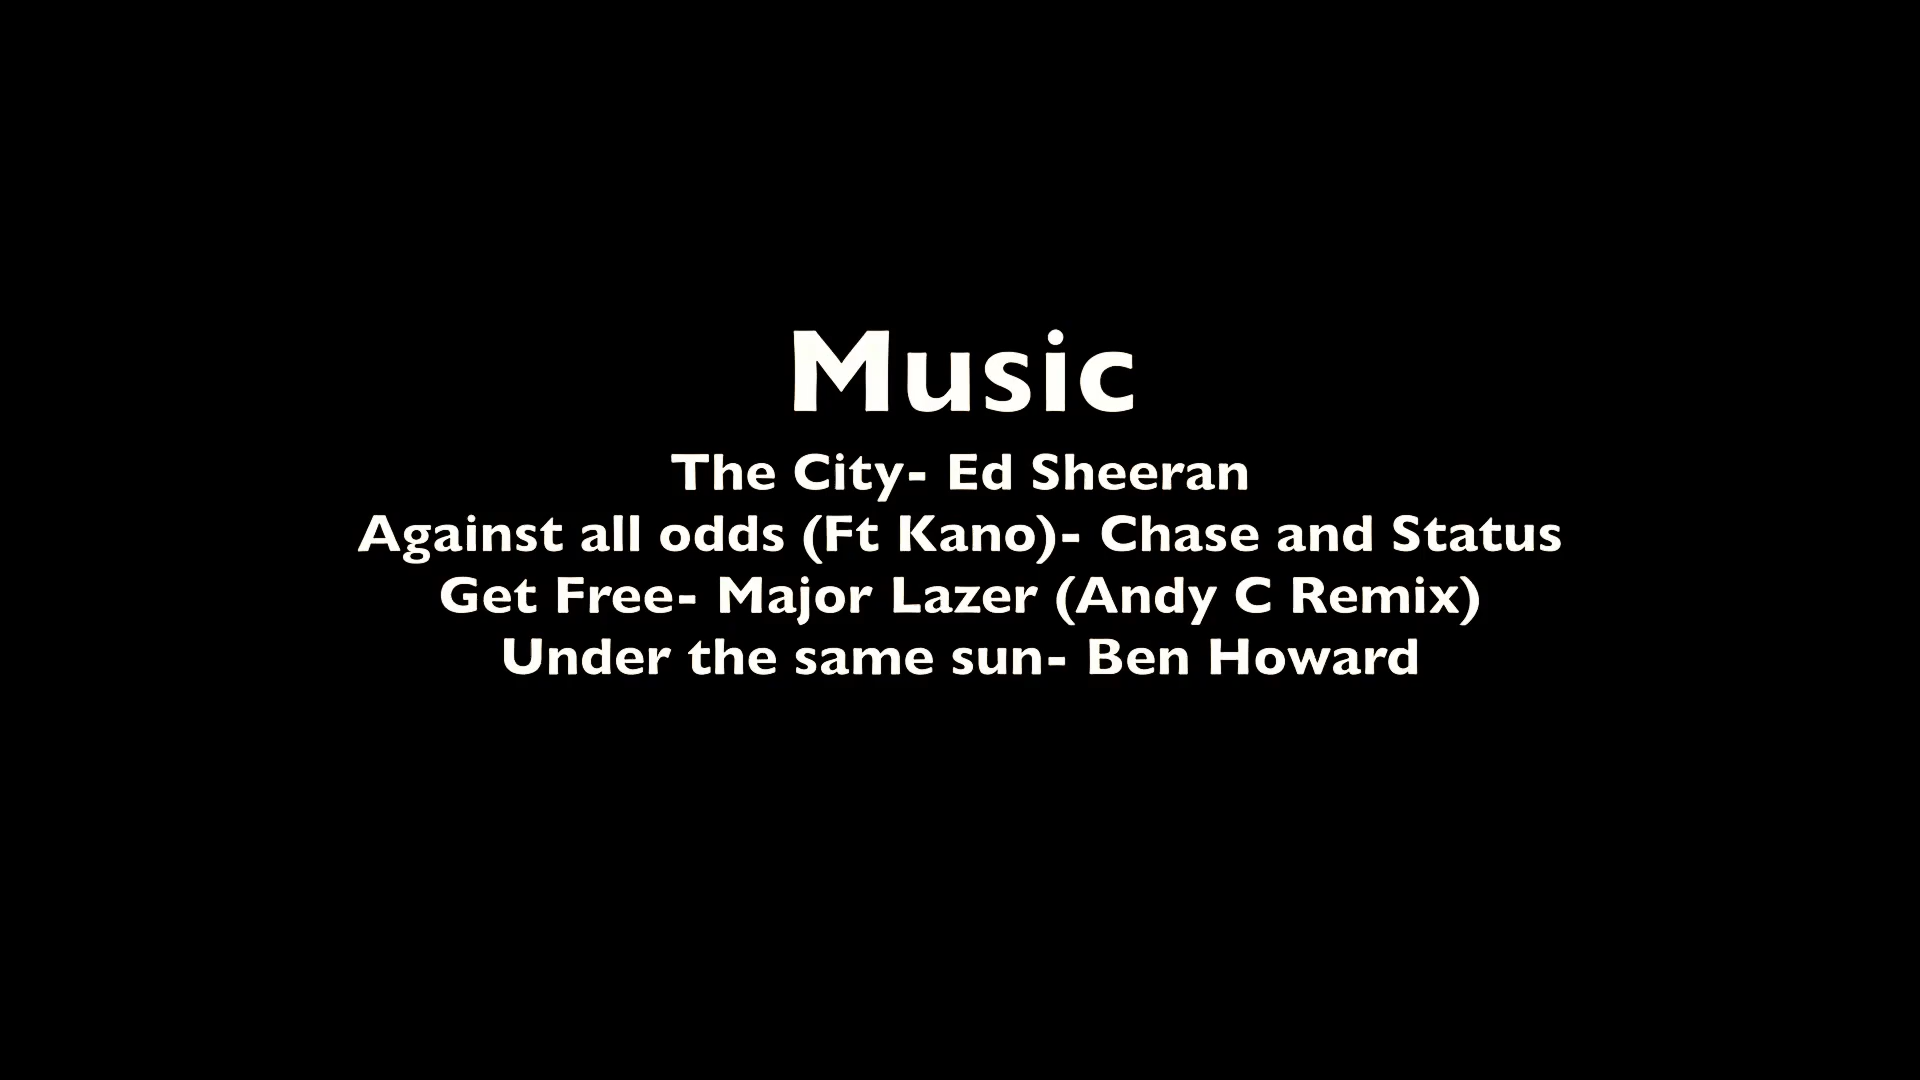 Music
The City- Ed Sheeran
Against all odds (Ft Kano)- Chase and Status
Get Free- Major Lazer (Andy C Remix)
Under the same sun- Ben Howard